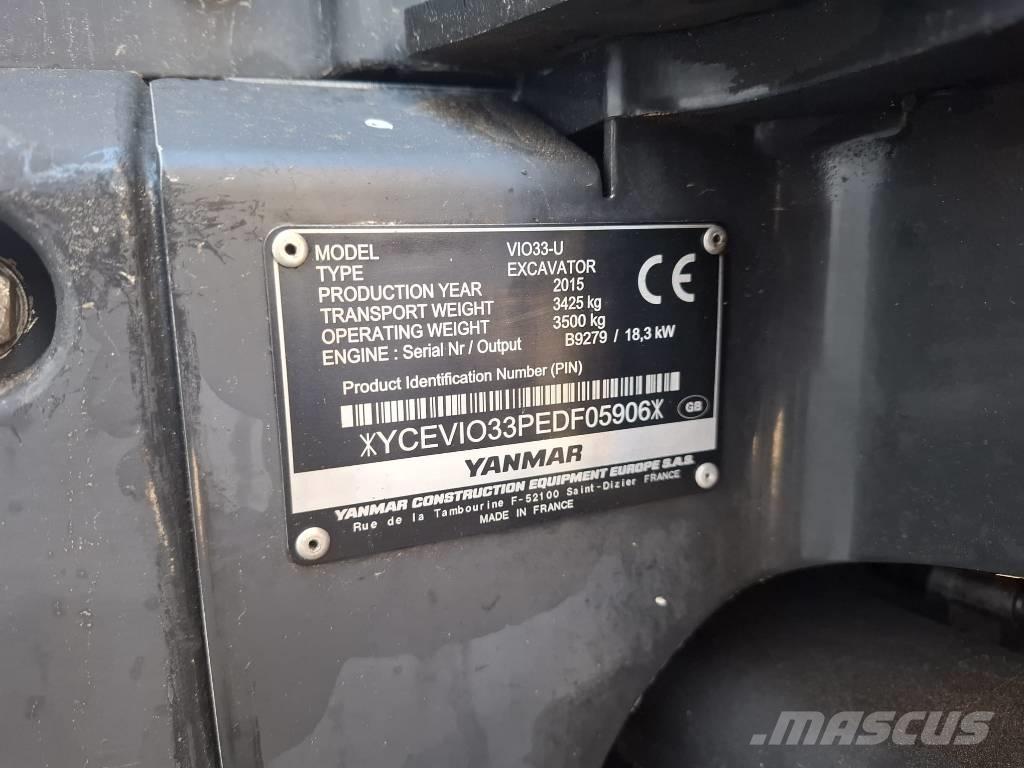 MODEL VIO33-U
TYPE EXCAVATOR
PRODUCTION YEAR 2015
TRANSPORT WEIGHT 3425 kg
OPERATING WEIGHT 3500 kg
ENGINE : Serial Nr / Output B9279 / 18,3 kW
CE
Product Identification Number (PIN)
*YCEVIO33PEDF05906*
GB
YANMAR
YANMAR CONSTRUCTION EQUIPMENT EUROPE S.A.S.
Rue de la Tambourine F-52100 Saint-Dizier FRANCE
MADE IN FRANCE
MASCUS